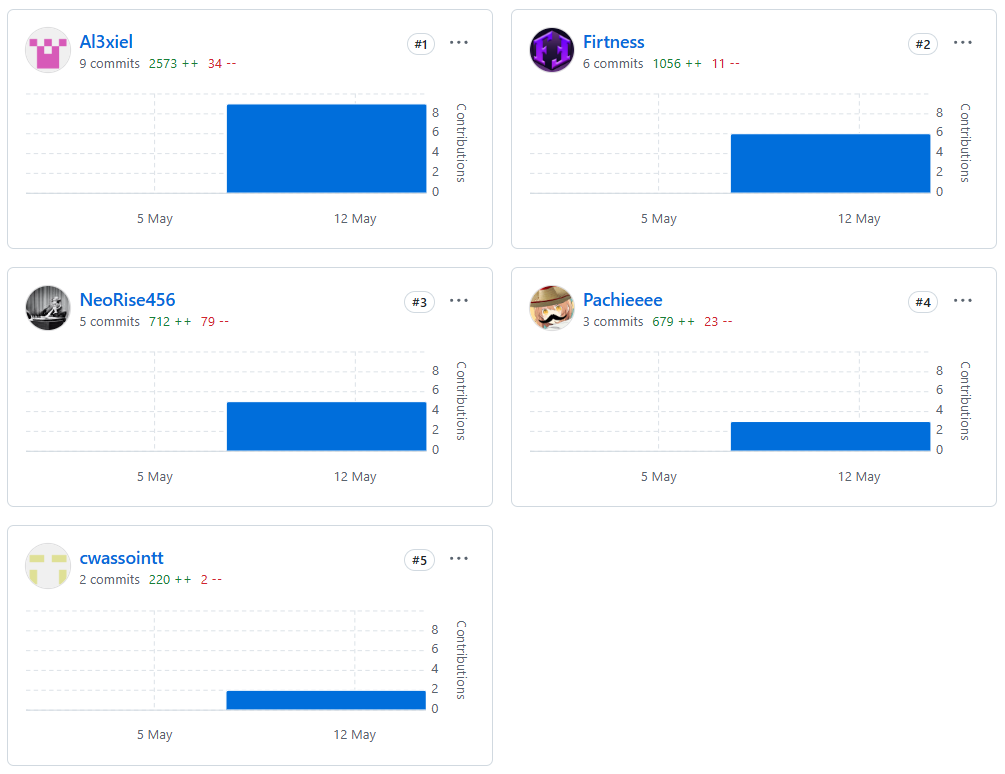 Al3xiel
#1
9 commits 2573 ++ 34 --
8
6
4
2
0
Contributions
5 May
12 May
Firtness
#2
6 commits 1056 ++ 11 --
8
6
4
2
0
Contributions
5 May
12 May
NeoRise456
#3
5 commits 712 ++ 79 --
8
6
4
2
0
Contributions
5 May
12 May
Pachieeee
#4
3 commits 679 ++ 23 --
8
6
4
2
0
Contributions
5 May
12 May
cwassointt
#5
2 commits 220 ++ 2 --
8
6
4
2
0
Contributions
5 May
12 May